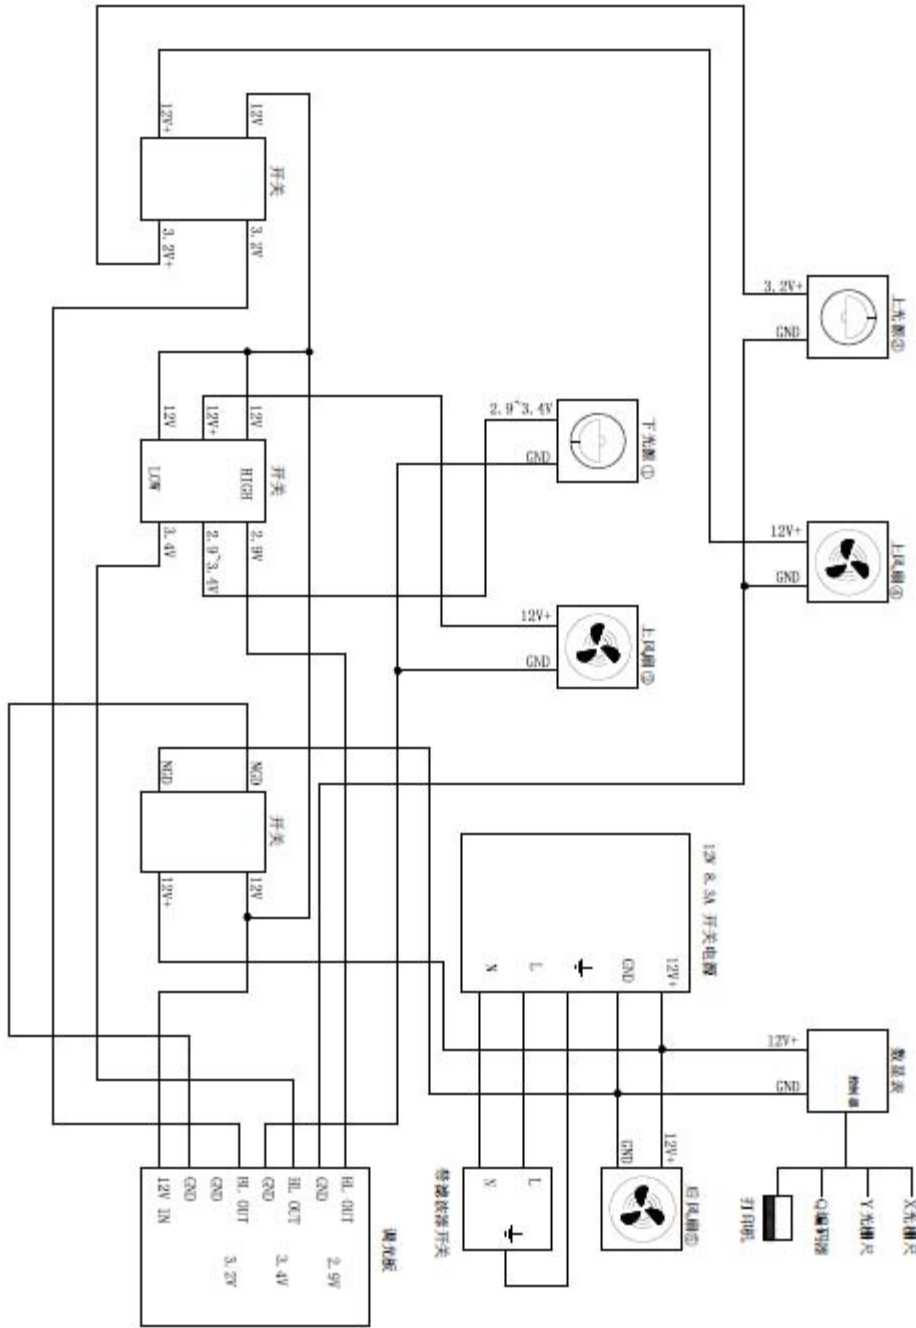 12V+
12V
开关
3.2V+
3.2V
3.2V+
GND
上光源③
12V
12V+
12V
LOW
HIGH
开关
3.4V
2.9~3.4V
2.9V
2.9~3.4V
GND
下光源①
12V+
GND
上风扇④
12V+
GND
上风扇②
NGD
NGD
开关
12V+
12V
12V 8.3A 开关电源
N
L
GND
12V+
12V+
GND
数显表
GND
12V+
后风扇⑤
N
L
带滤波器开关
X光栅尺
Y光栅尺
Q编码器
打印机
12V IN
GND
GND
HL OUT
3.2V
GND
HL OUT
3.4V
GND
HL OUT
2.9V
调光板